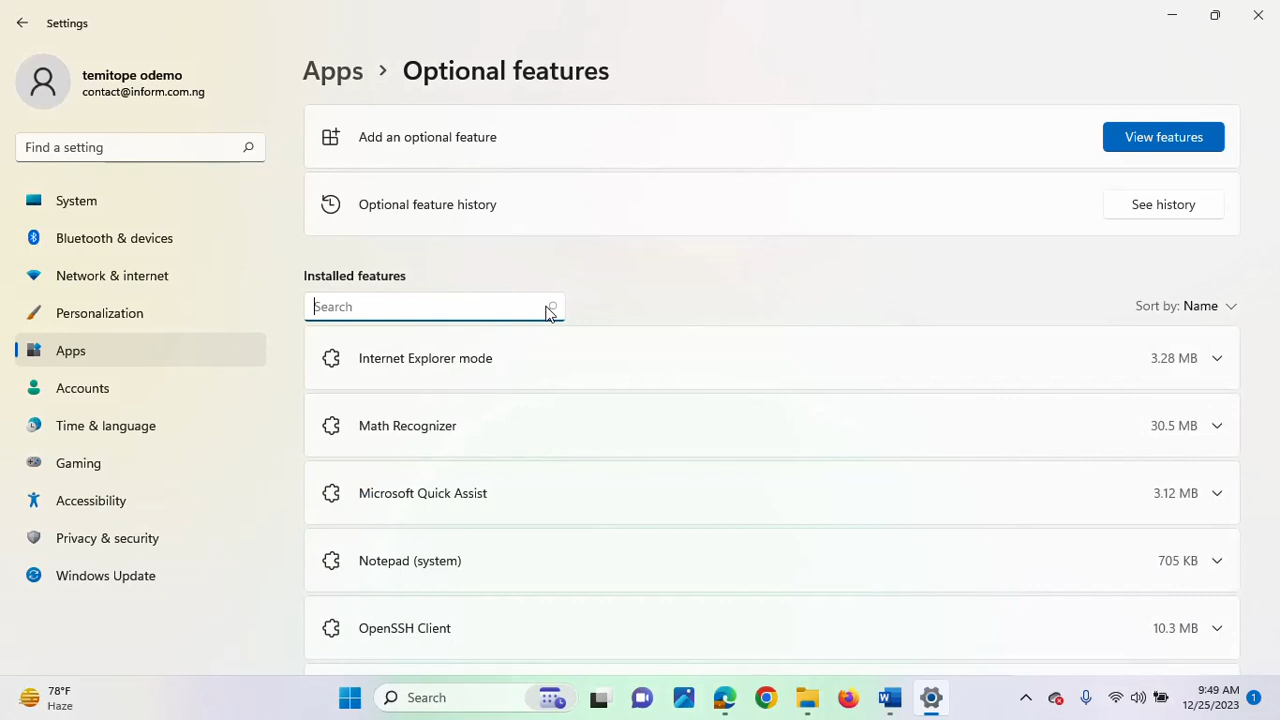 Settings
temitope odemo
contact@inform.com.ng
Find a setting
System
Bluetooth & devices
Network & internet
Personalization
Apps
Accounts
Time & language
Gaming
Accessibility
Privacy & security
Windows Update
Apps > Optional features
Add an optional feature
View features
Optional feature history
See history
Installed features
Search
Sort by: Name
Internet Explorer mode 3.28 MB
Math Recognizer 30.5 MB
Microsoft Quick Assist 3.12 MB
Notepad (system) 705 KB
OpenSSH Client 10.3 MB
78°F
Haze
Search
9:49 AM
12/25/2023
1